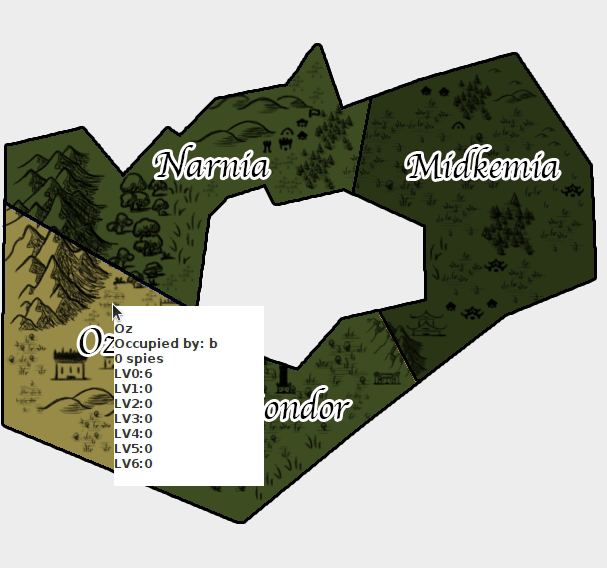 Narnia
Midkemia
Oz
Oz
Occupied by: b
0 spies
LV0:6
LV1:0
LV2:0
LV3:0
LV4:0
LV5:0
LV6:0
ondor